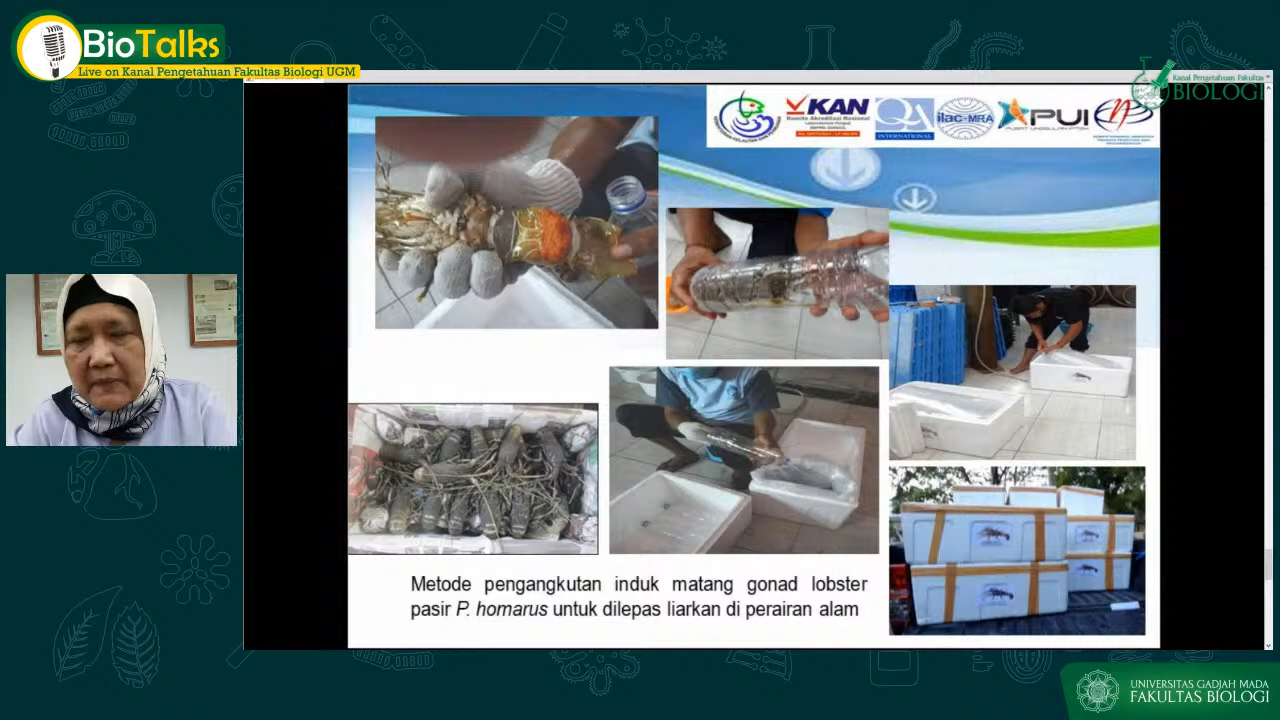 BioTalks
Live on Kanal Pengetahuan Fakultas Biologi UGM
Kanal Pengetahuan Fakultas
BIOLOGI
KAN
Komite Akreditasi Nasional
QA
INTERNATIONAL
ilac-MRA
PUI
Metode pengangkutan induk matang gonad lobster
pasir P. homarus untuk dilepas liarkan di perairan alam
UNIVERSITAS GADJAH MADA
FAKULTAS BIOLOGI